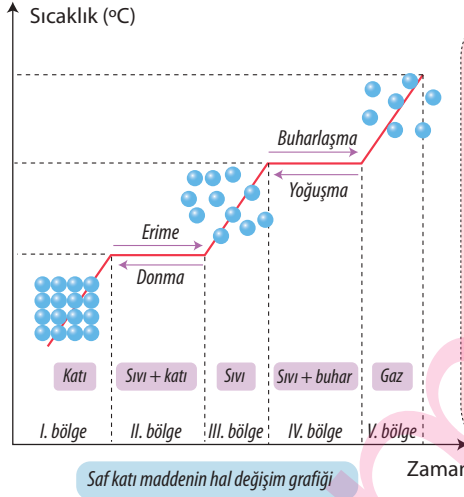 Sıcaklık (ºC)
Buharlaşma
Yoğuşma
Erime
Donma
Katı
Sıvı + katı
Sıvı
Sıvı + buhar
Gaz
I. bölge
II. bölge
III. bölge
IV. bölge
V. bölge
Zaman
Saf katı maddenin hal değişim grafiği